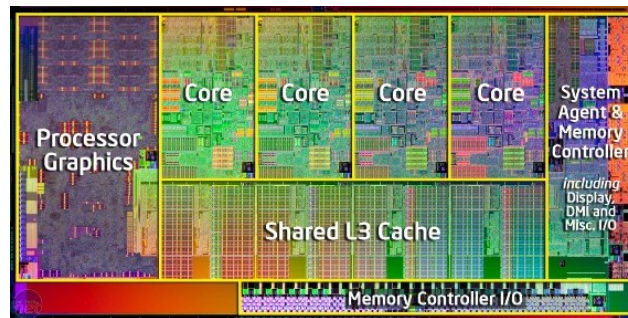 Processor
Graphics
Core
Core
Core
Core
System
Agent &
Memory
Controller
including
Display,
DMI and
Misc. I/O
Shared L3 Cache
Memory Controller I/O